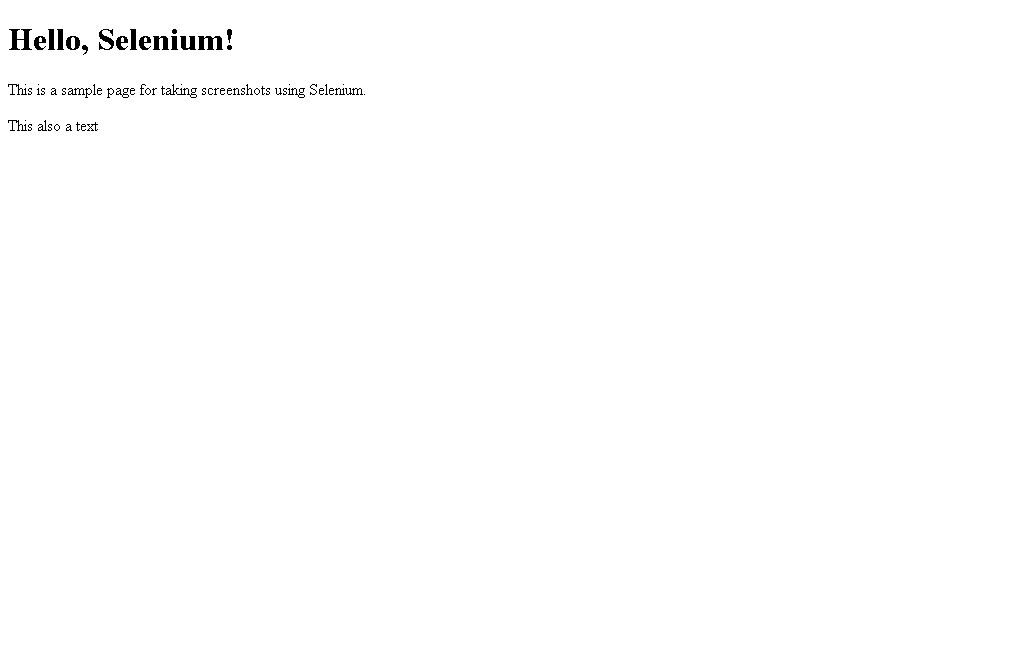 Hello, Selenium!
This is a sample page for taking screenshots using Selenium.
This also a text